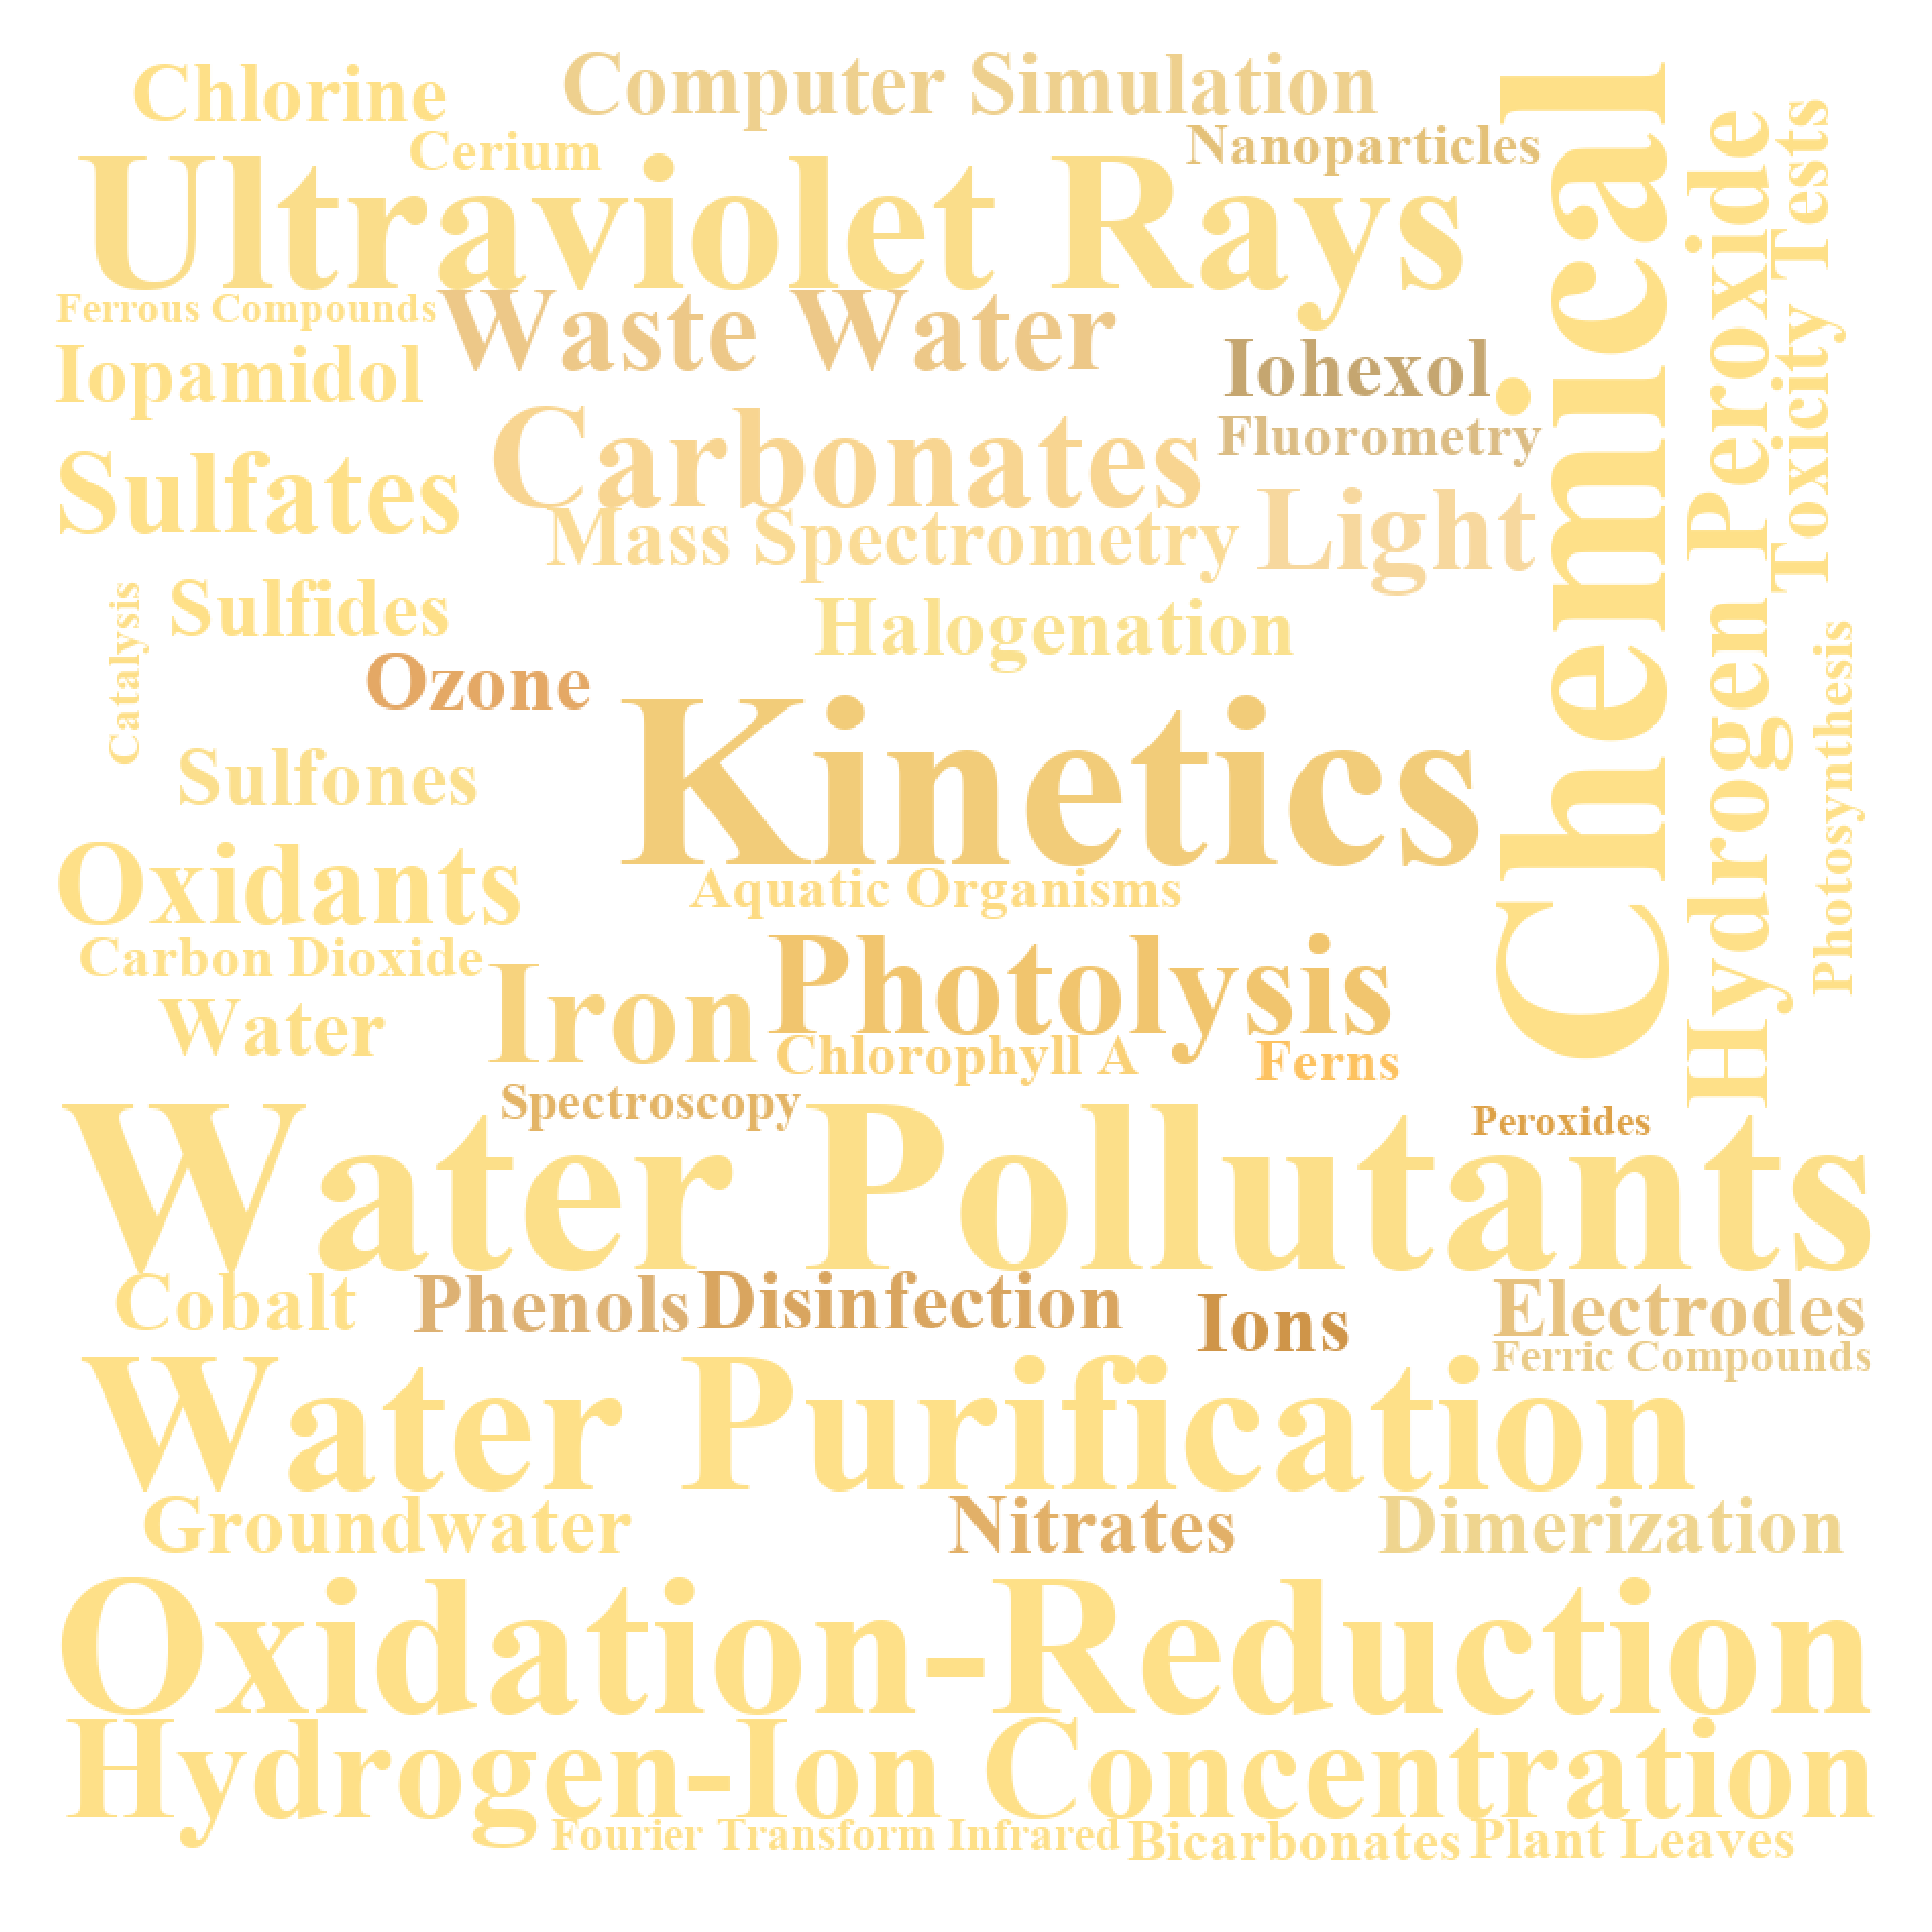 Chlorine
Computer Simulation
Cerium
Nanoparticles
Ultraviolet Rays
Ferrous Compounds
Waste Water
Iopamidol
Iohexol
Carbonates
Fluorometry
Sulfates
Mass Spectrometry
Light
Chemical
Hydrogen Peroxide
Toxicity Tests
Photosynthesis
Catalysis
Sulfides
Halogenation
Ozone
Kinetics
Sulfones
Oxidants
Aquatic Organisms
Carbon Dioxide
Iron
Photolysis
Water
Chlorophyll A
Ferns
Spectroscopy
Peroxides
Water Pollutants
Cobalt
Phenols
Disinfection
Ions
Electrodes
Ferric Compounds
Water Purification
Groundwater
Nitrates
Dimerization
Oxidation-Reduction
Hydrogen-Ion Concentration
Fourier Transform Infrared
Bicarbonates
Plant Leaves